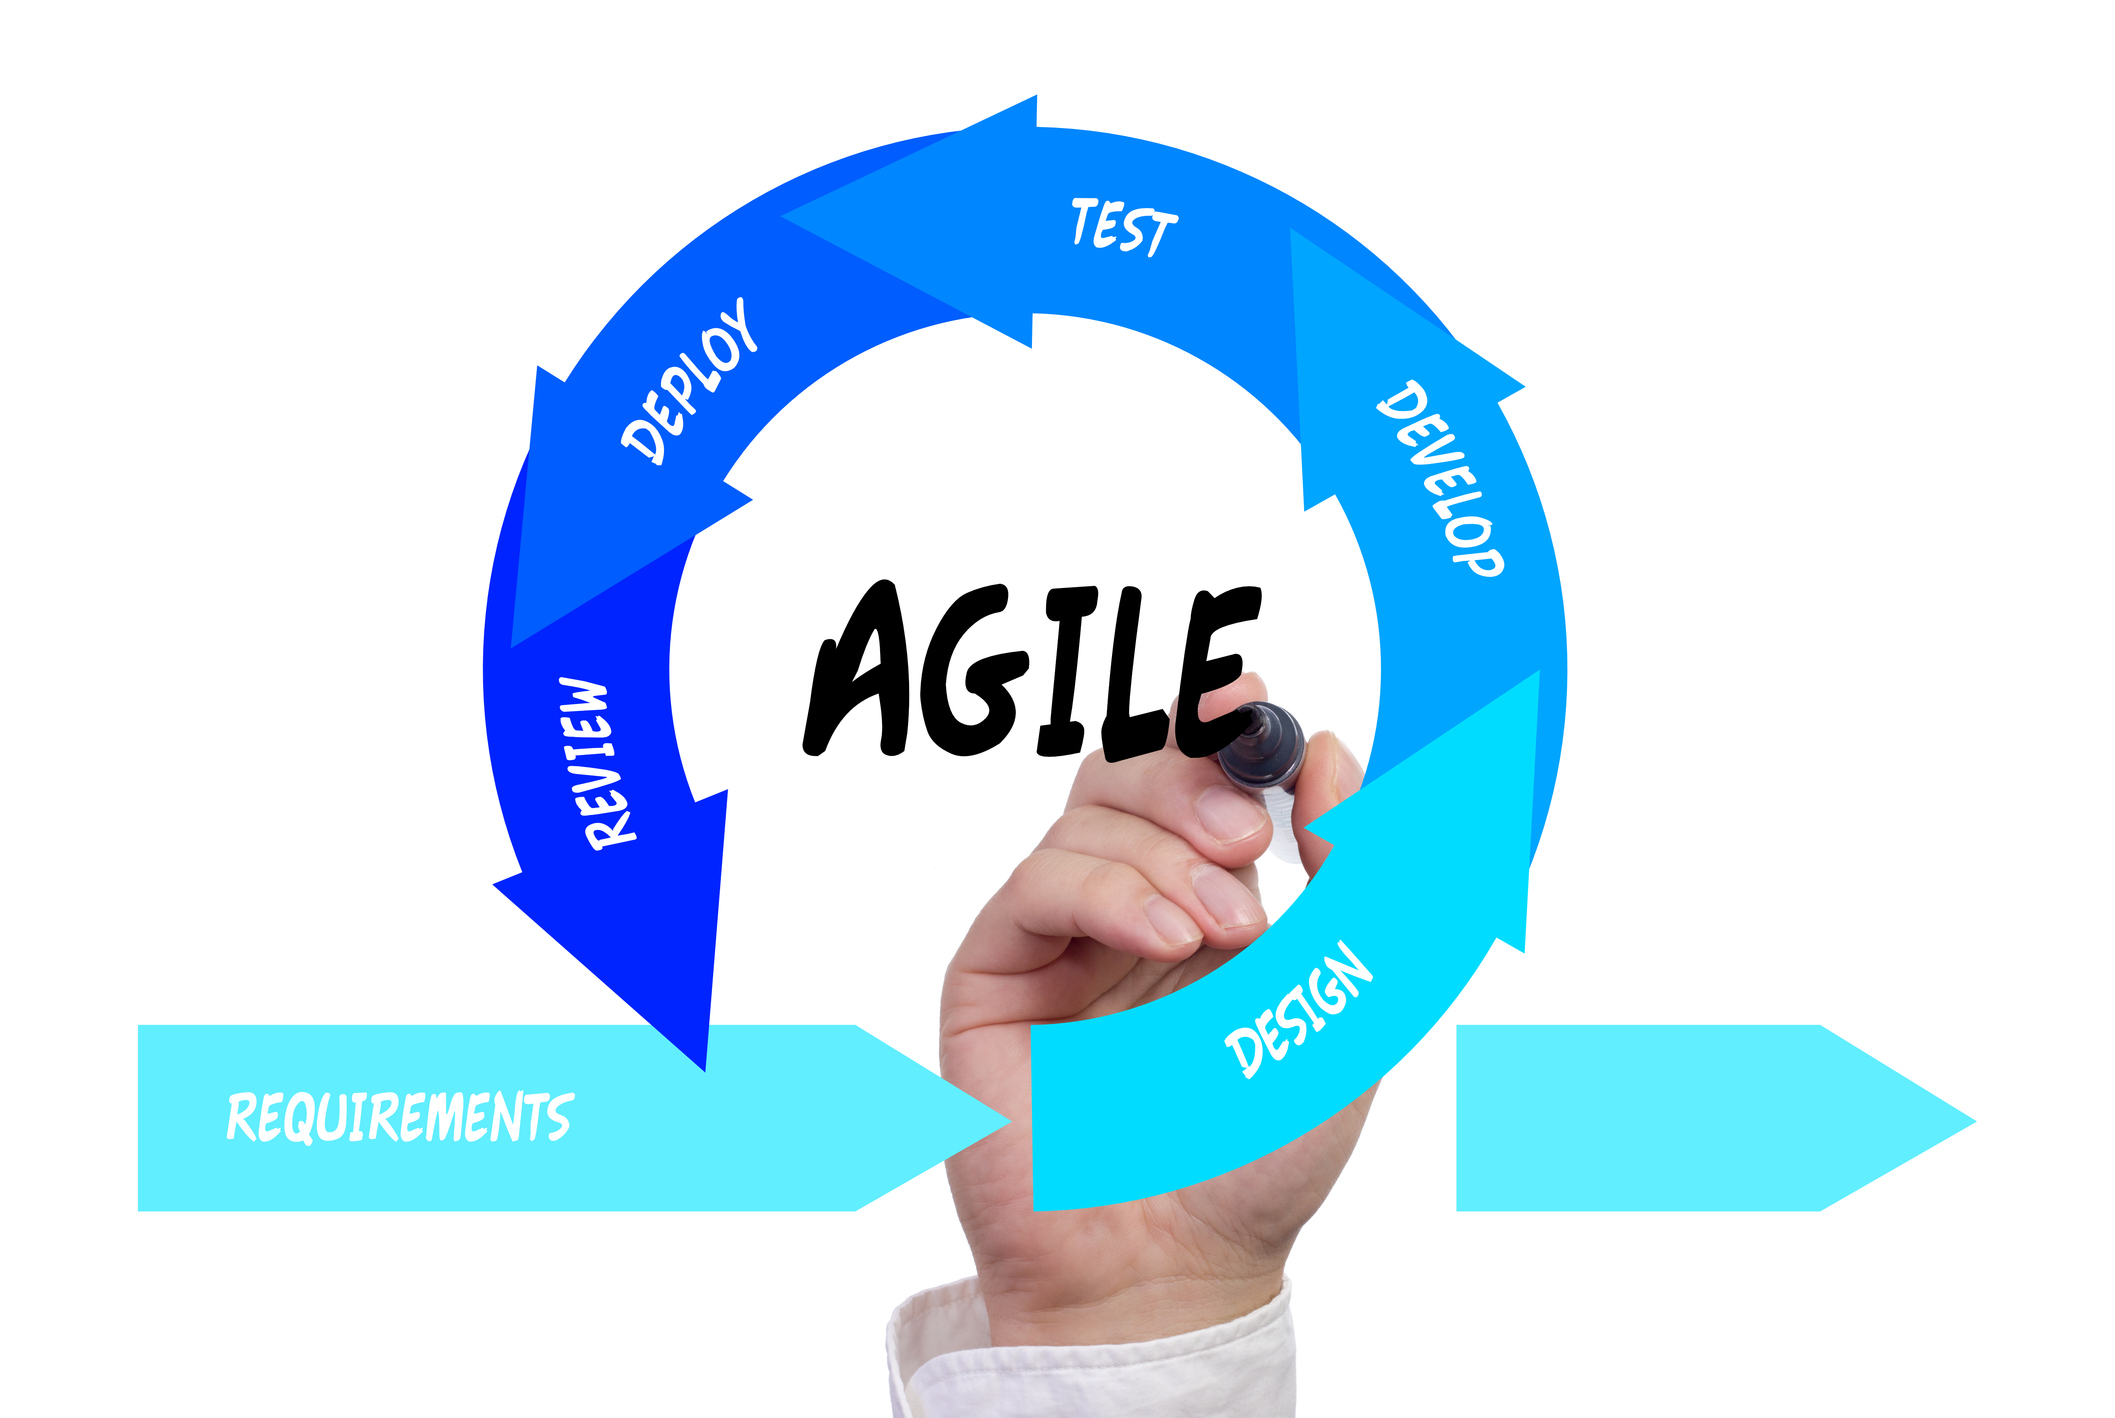 TEST
DEPLOY
DEVELOP
AGILE
REVIEW
DESIGN
REQUIREMENTS